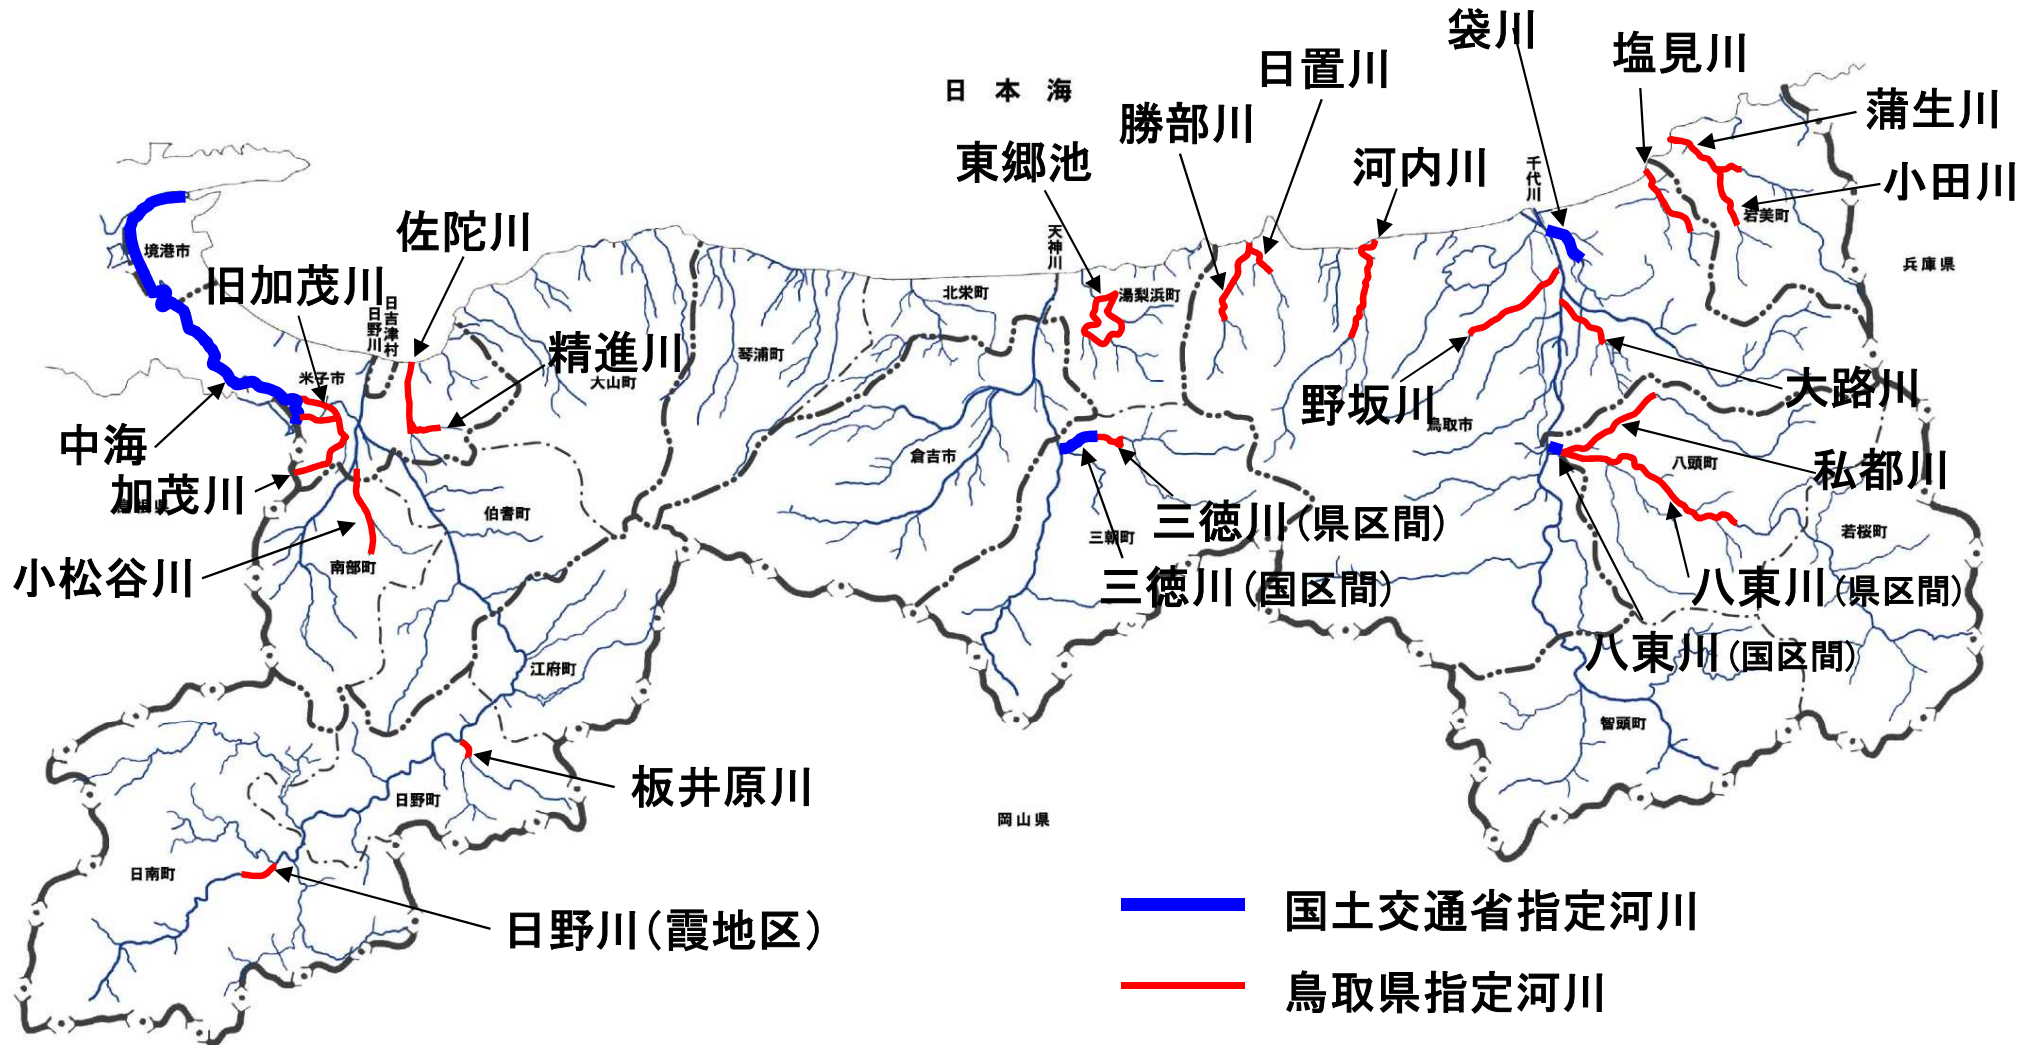 袋川
塩見川
日置川
日本海
蒲生川
勝部川
東郷池
河内川
千代川
小田川
岩美町
佐陀川
天神川
境港市
兵庫県
旧加茂川
日吉津村
日野川
北栄町
湯梨浜町
精進川
琴浦町
大山町
米子市
大路川
野坂川
鳥取市
中海
倉吉市
八頭町
私都川
加茂川
伯耆町
三徳川(県区間)
三朝町
若桜町
南部町
小松谷川
三徳川(国区間)
八東川(県区間)
八東川(国区間)
江府町
智頭町
板井原川
日野町
岡山県
日南町
日野川(霞地区)
国土交通省指定河川
鳥取県指定河川